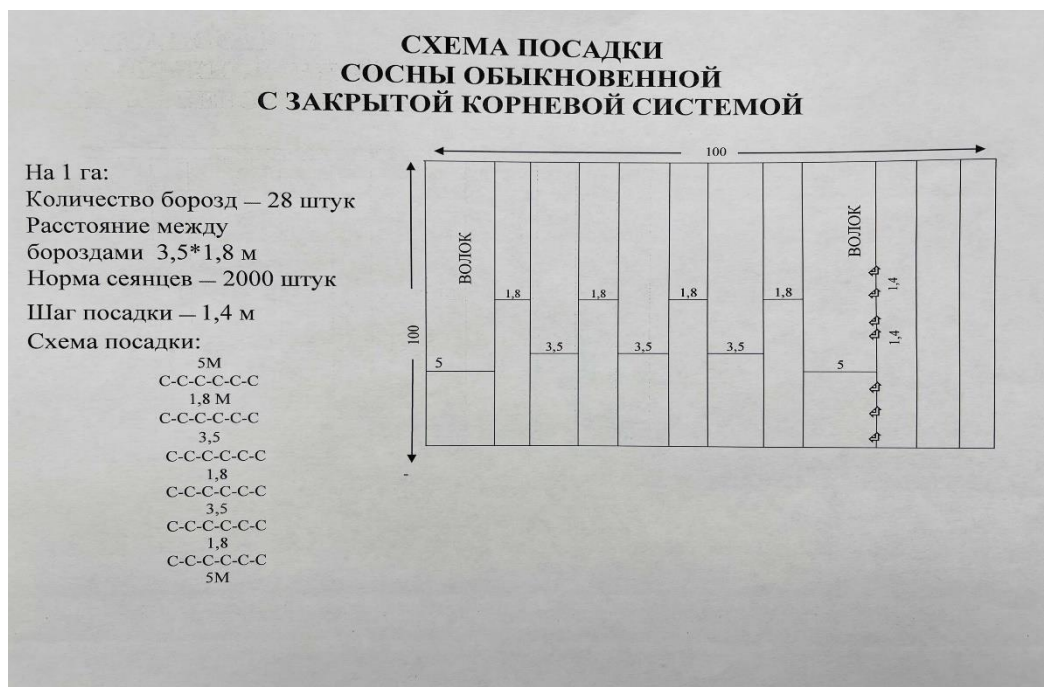 СХЕМА ПОСАДКИ
СОСНЫ ОБЫКНОВЕННОЙ
С ЗАКРЫТОЙ КОРНЕВОЙ СИСТЕМОЙ
На 1 га:
Количество борозд – 28 штук
Расстояние между
бороздами 3,5*1,8 м
Норма сеянцев – 2000 штук
Шаг посадки – 1,4 м
Схема посадки:
5М
С-С-С-С-С-С
1,8 М
С-С-С-С-С-С
3,5
С-С-С-С-С-С
1,8
С-С-С-С-С-С
3,5
С-С-С-С-С-С
1,8
С-С-С-С-С-С
5М
100
100
ВОЛОК
ВОЛОК
1,8
1,8
1,8
1,8
3,5
3,5
3,5
5
5
1,4
1,4